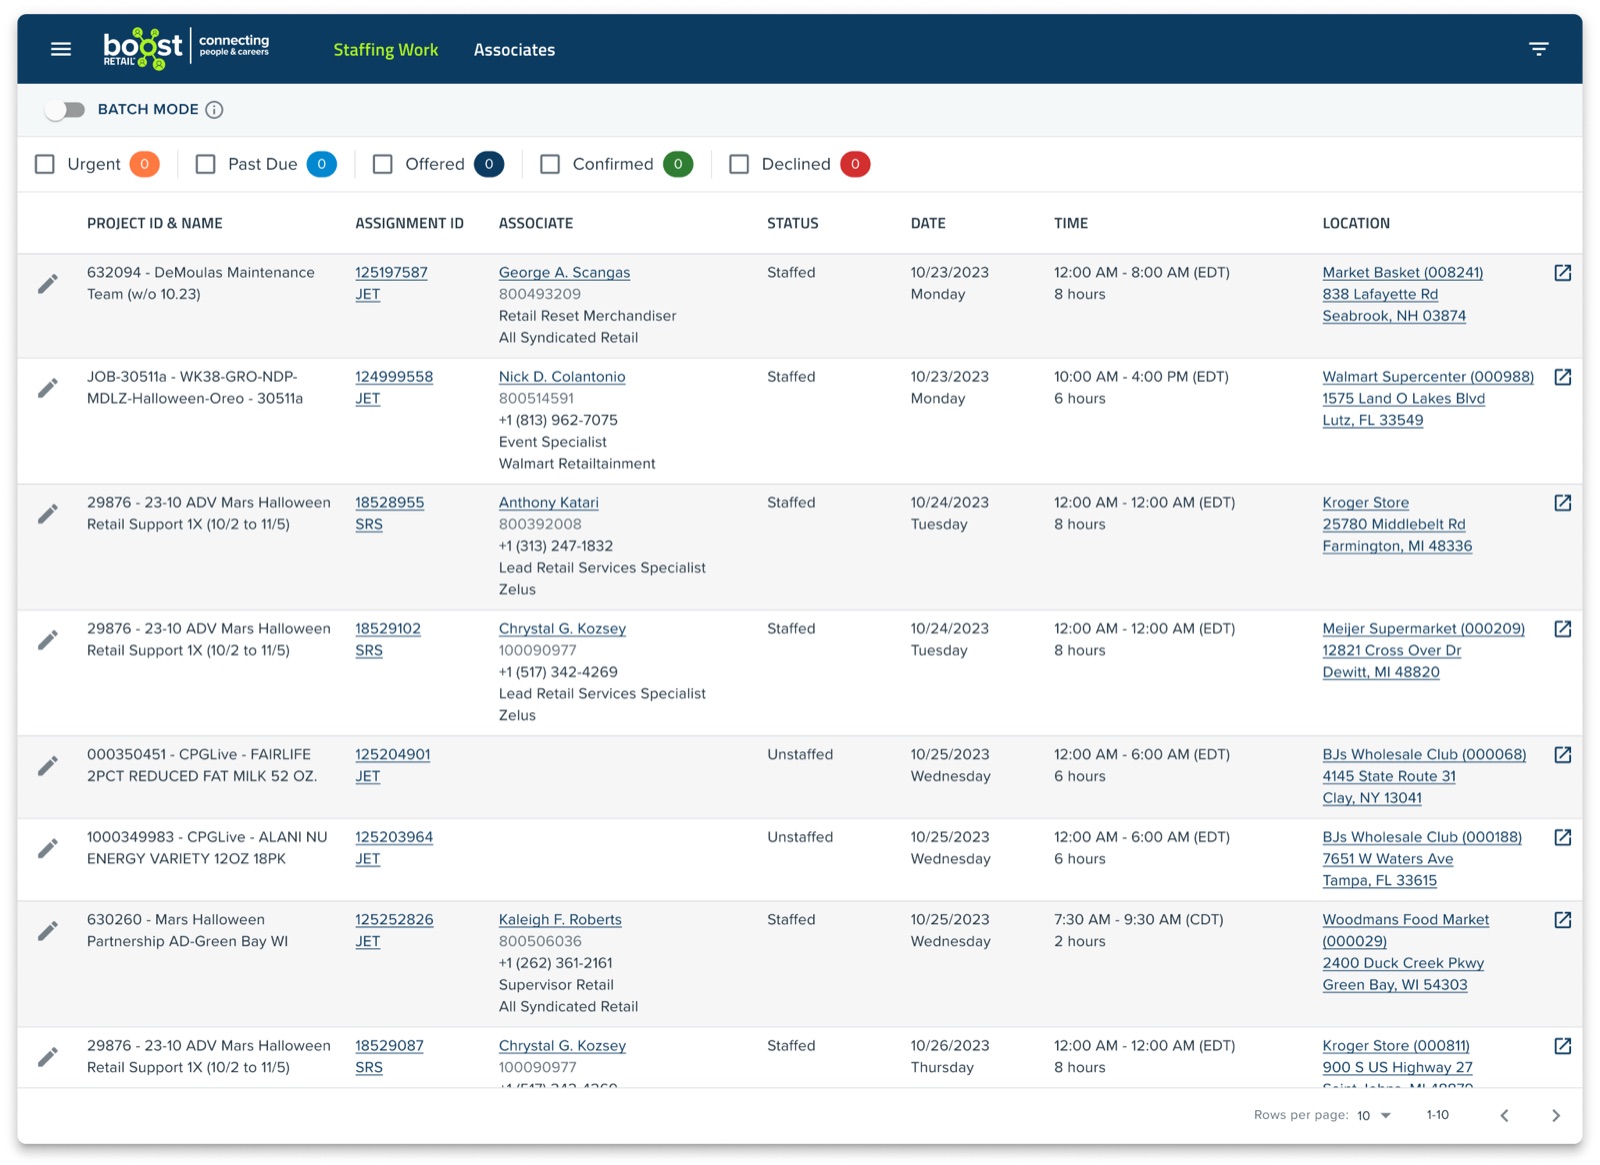 boost
RETAIL
connecting
people & careers
Staffing Work
Associates
BATCH MODE
Urgent 0
Past Due 0
Offered 0
Confirmed 0
Declined 0
PROJECT ID & NAME ASSIGNMENT ID ASSOCIATE STATUS DATE TIME LOCATION
632094 - DeMoulas Maintenance 125197587 George A. Scangas Staffed 10/23/2023 12:00 AM - 8:00 AM (EDT) Market Basket (008241)
Team (w/o 10.23) JET 800493209 Monday 8 hours 838 Lafayette Rd
Retail Reset Merchandiser Seabrook, NH 03874
All Syndicated Retail
JOB-30511a - WK38-GRO-NDP- 124999558 Nick D. Colantonio Staffed 10/23/2023 10:00 AM - 4:00 PM (EDT) Walmart Supercenter (000988)
MDLZ-Halloween-Oreo - 30511a JET 800514591 Monday 6 hours 1575 Land O Lakes Blvd
+1 (813) 962-7075 Lutz, FL 33549
Event Specialist
Walmart Retailtainment
29876 - 23-10 ADV Mars Halloween 18528955 Anthony Katari Staffed 10/24/2023 12:00 AM - 12:00 AM (EDT) Kroger Store
Retail Support 1X (10/2 to 11/5) SRS 800392008 Tuesday 8 hours 25780 Middlebelt Rd
+1 (313) 247-1832 Farmington, MI 48336
Lead Retail Services Specialist
Zelus
29876 - 23-10 ADV Mars Halloween 18529102 Chrystal G. Kozsey Staffed 10/24/2023 12:00 AM - 12:00 AM (EDT) Meijer Supermarket (000209)
Retail Support 1X (10/2 to 11/5) SRS 100090977 Tuesday 8 hours 12821 Cross Over Dr
+1 (517) 342-4269 Dewitt, MI 48820
Lead Retail Services Specialist
Zelus
000350451 - CPGLive - FAIRLIFE 125204901 Unstaffed 10/25/2023 12:00 AM - 6:00 AM (EDT) BJs Wholesale Club (000068)
2PCT REDUCED FAT MILK 52 OZ. JET Wednesday 6 hours 4145 State Route 31
Clay, NY 13041
1000349983 - CPGLive - ALANI NU 125203964 Unstaffed 10/25/2023 12:00 AM - 6:00 AM (EDT) BJs Wholesale Club (000188)
ENERGY VARIETY 12OZ 18PK JET Wednesday 6 hours 7651 W Waters Ave
Tampa, FL 33615
630260 - Mars Halloween 125252826 Kaleigh F. Roberts Staffed 10/25/2023 7:30 AM - 9:30 AM (CDT) Woodmans Food Market
Partnership AD-Green Bay WI JET 800506036 Wednesday 2 hours (000029)
+1 (262) 361-2161 2400 Duck Creek Pkwy
Supervisor Retail Green Bay, WI 54303
All Syndicated Retail
29876 - 23-10 ADV Mars Halloween 18529087 Chrystal G. Kozsey Staffed 10/26/2023 12:00 AM - 12:00 AM (EDT) Kroger Store (000811)
Retail Support 1X (10/2 to 11/5) SRS 100090977 Thursday 8 hours 900 S US Highway 27
Rows per page: 10 1-10